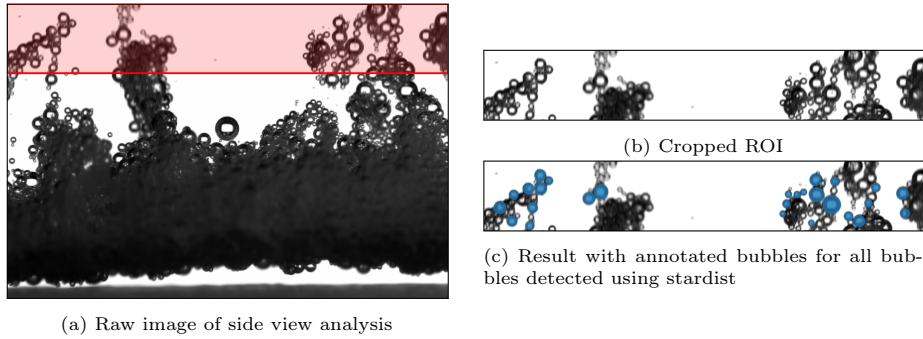 (a) Raw image of side view analysis
(b) Cropped ROI
(c) Result with annotated bubbles for all bub-
bles detected using stardist